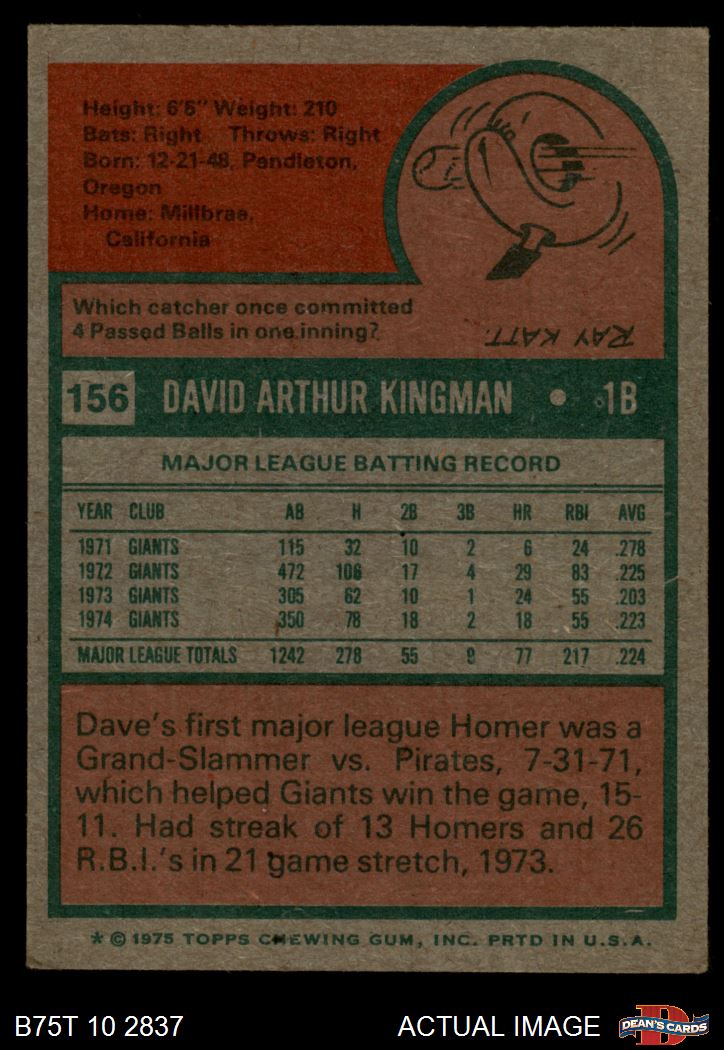 Height: 6'6" Weight: 210
Bats: Right Throws: Right
Born: 12-21-48, Pendleton,
Oregon
Home: Millbrae,
California
Which catcher once committed
4 Passed Balls in one inning?
RAY KATT.
156 DAVID ARTHUR KINGMAN • 1B
MAJOR LEAGUE BATTING RECORD
YEAR CLUB AB H 2B 3B HR RBI AVG
1971 GIANTS 115 32 10 2 6 24 .278
1972 GIANTS 472 106 17 4 29 83 .225
1973 GIANTS 305 62 10 1 24 55 .203
1974 GIANTS 350 78 18 2 18 55 .223
MAJOR LEAGUE TOTALS 1242 278 55 9 77 217 .224
Dave's first major league Homer was a
Grand-Slammer vs. Pirates, 7-31-71,
which helped Giants win the game, 15-
11. Had streak of 13 Homers and 26
R.B.I.'s in 21 game stretch, 1973.
* © 1975 TOPPS CHEWING GUM, INC. PRTD IN U.S.A.
B75T 10 2837 ACTUAL IMAGE DEAN'S CARDS